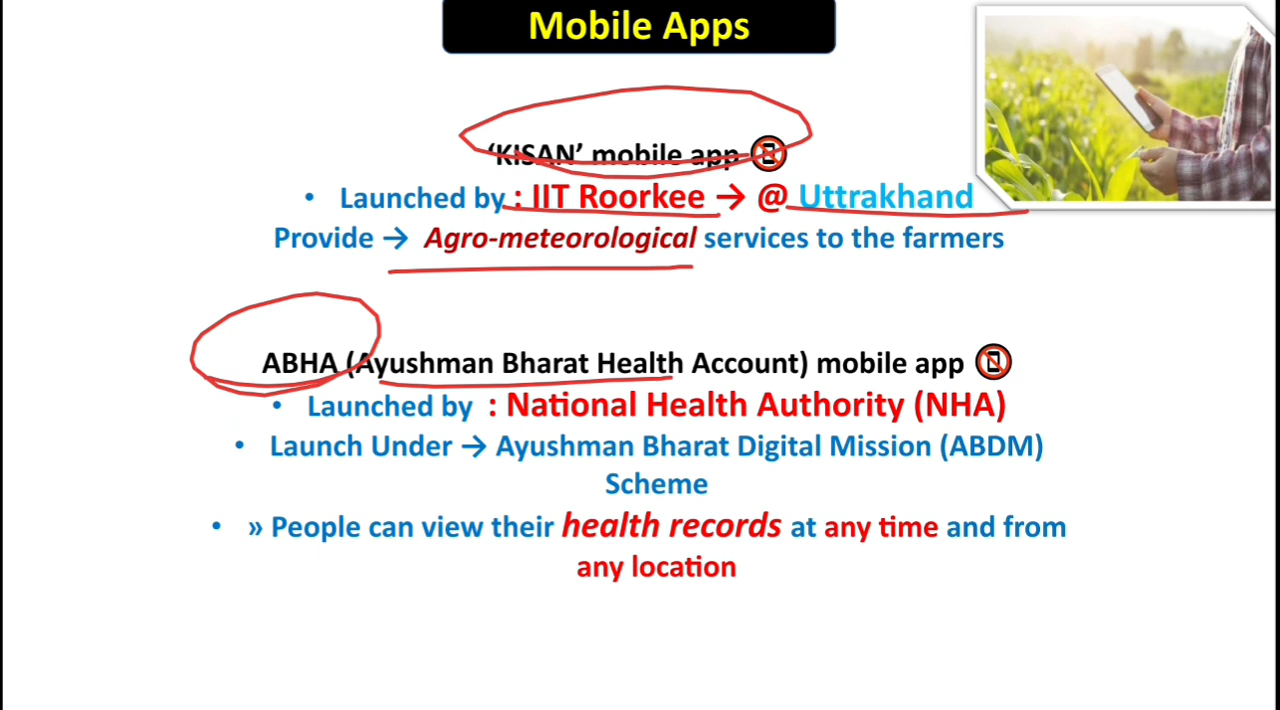 Mobile Apps
‘KISAN’ mobile app
• Launched by : IIT Roorkee → @ Uttrakhand
Provide → Agro-meteorological services to the farmers
ABHA (Ayushman Bharat Health Account) mobile app
• Launched by : National Health Authority (NHA)
• Launch Under → Ayushman Bharat Digital Mission (ABDM)
Scheme
• » People can view their health records at any time and from
any location